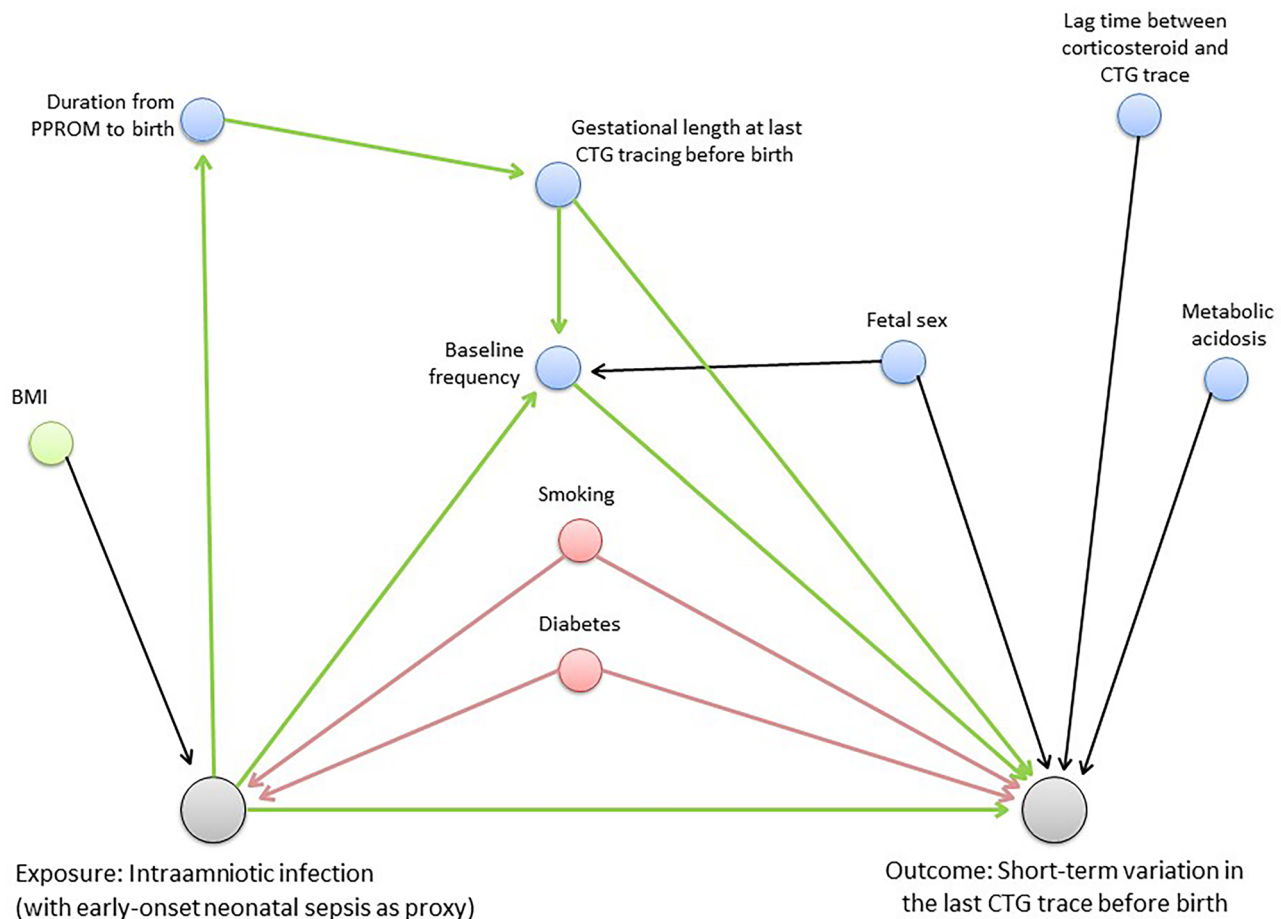 Lag time between
corticosteroid and
CTG trace
Duration from
PPROM to birth
Gestational length at last
CTG tracing before birth
Fetal sex
Metabolic
acidosis
Baseline
frequency
BMI
Smoking
Diabetes
Exposure: Intraamniotic infection
(with early-onset neonatal sepsis as proxy)
Outcome: Short-term variation in
the last CTG trace before birth